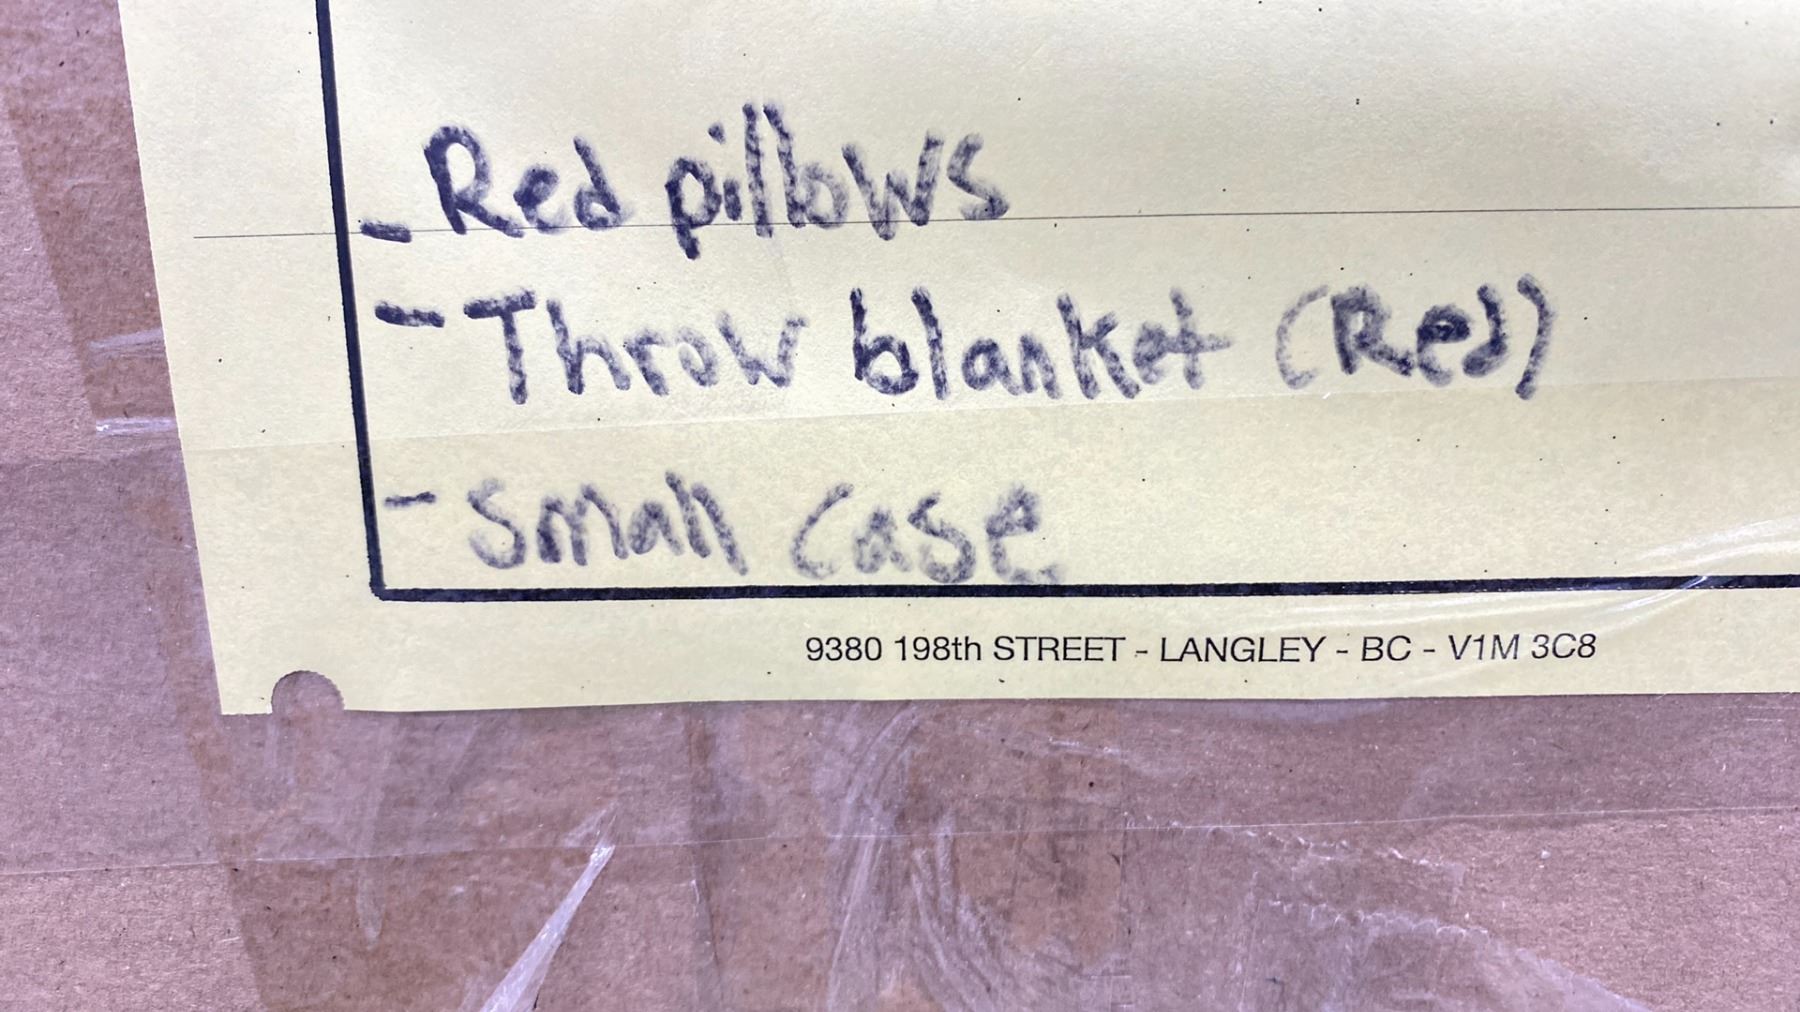 - Red pillows
- Throw blanket (Red)
- Small case
9380 198th STREET - LANGLEY - BC - V1M 3C8